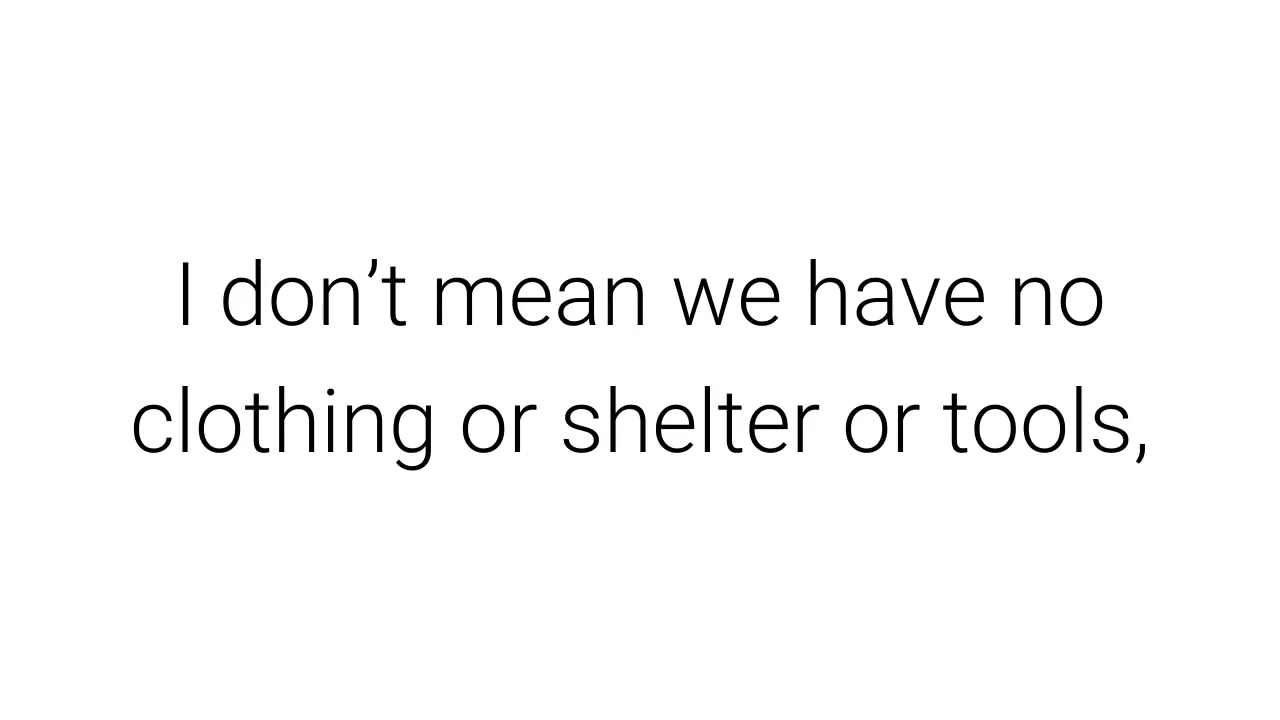 I don’t mean we have no
clothing or shelter or tools,